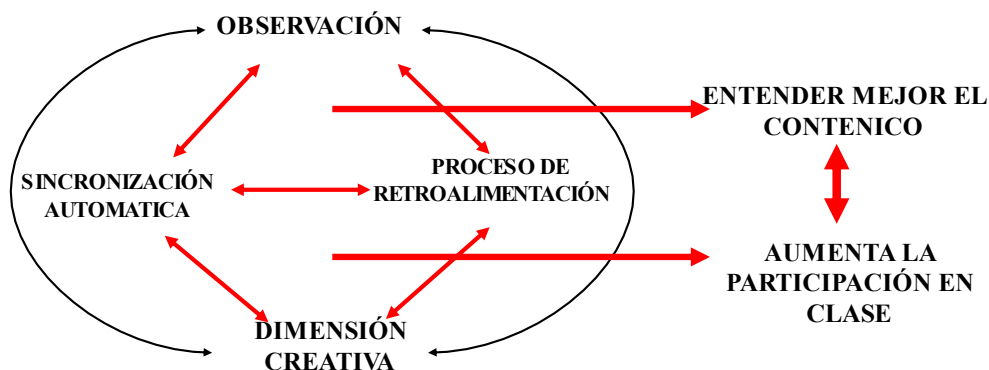 OBSERVACIÓN
ENTENDER MEJOR EL
CONTENICO
SINCRONIZACIÓN
AUTOMATICA
PROCESO DE
RETROALIMENTACIÓN
AUMENTA LA
PARTICIPACIÓN EN
CLASE
DIMENSIÓN
CREATIVA